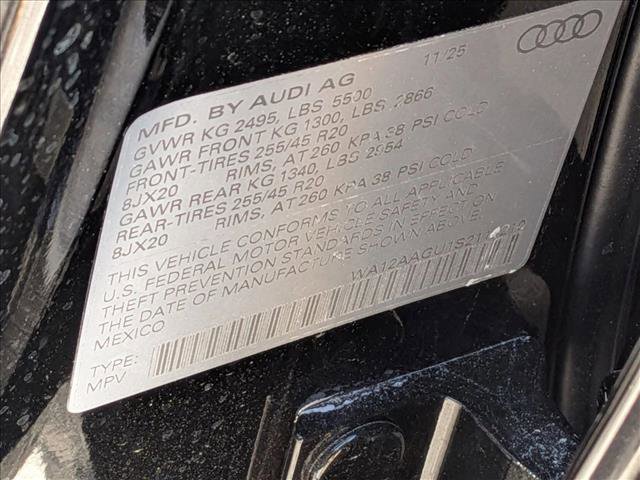 MFD. BY AUDI AG 11/25
GVWR KG 2495, LBS 5500
GAWR FRONT KG 1300, LBS 2866
FRONT-TIRES 255/45 R20
8JX20 RIMS, AT 260 KPA 38 PSI COLD
GAWR REAR KG 1340, LBS 2954
REAR-TIRES 255/45 R20
8JX20 RIMS, AT 260 KPA 38 PSI COLD
THIS VEHICLE CONFORMS TO ALL APPLICABLE
U.S. FEDERAL MOTOR VEHICLE SAFETY AND
THEFT PREVENTION STANDARDS IN EFFECT ON
THE DATE OF MANUFACTURE SHOWN ABOVE.
MEXICO
TYPE:
MPV